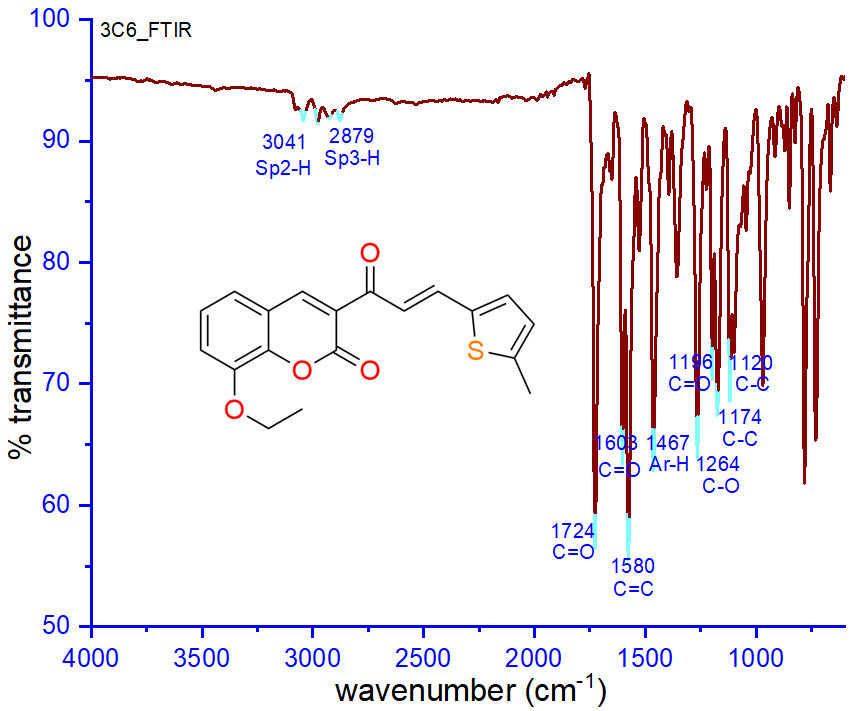 3C6_FTIR
100
90
80
70
60
50
% transmittance
3041
Sp2-H
2879
Sp3-H
O
S
O
O
O
1196
C=O
1120
C-C
1174
C-C
1603
C=O
1467
Ar-H
1264
C-O
1724
C=O
1580
C=C
4000 3500 3000 2500 2000 1500 1000
wavenumber (cm-1)